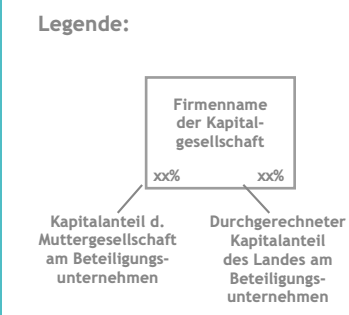 Legende:
Firmenname
der Kapital-
gesellschaft
xx% xx%
Kapitalanteil d.
Muttergesellschaft
am Beteiligungs-
unternehmen
Durchgerechneter
Kapitalanteil
des Landes am
Beteiligungs-
unternehmen